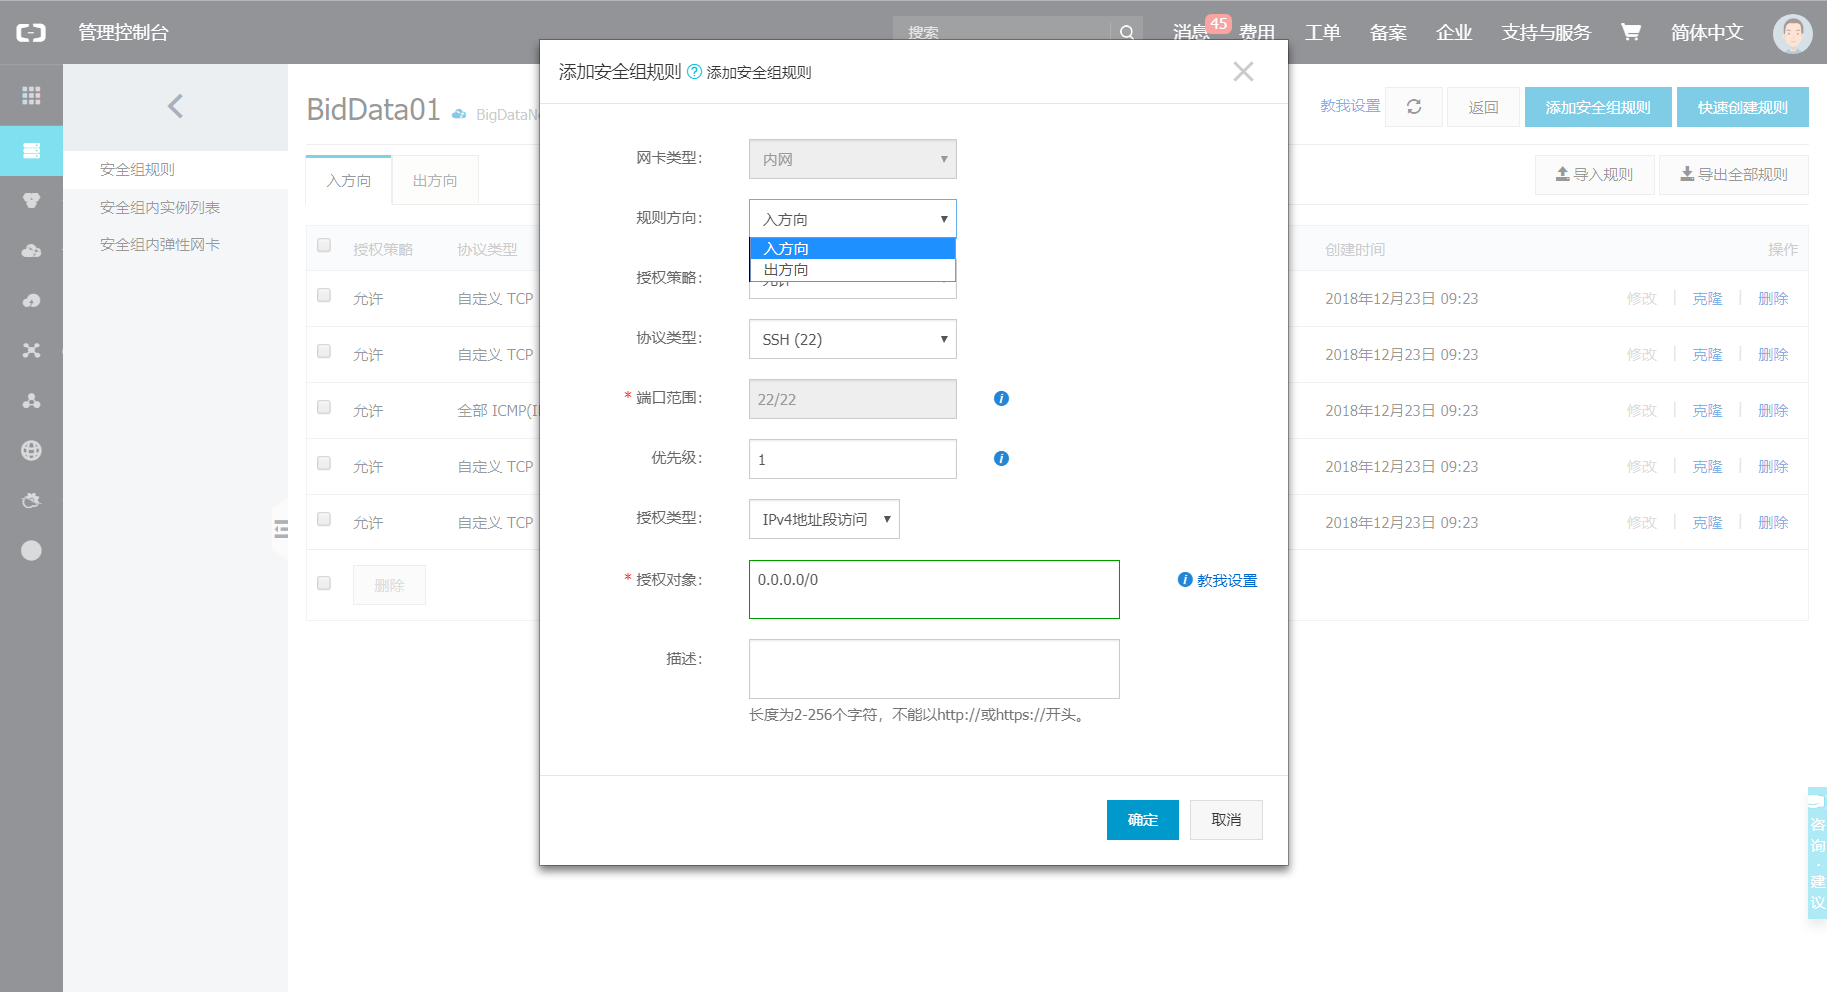 管理控制台
搜索
消息 45 费用 工单 备案 企业 支持与服务 简体中文
安全组规则
安全组内实例列表
安全组内弹性网卡
BidData01 BigDataN
教我设置 返回 添加安全组规则 快速创建规则
入方向 出方向
导入规则 导出全部规则
授权策略 协议类型 创建时间 操作
允许 自定义 TCP 2018年12月23日 09:23 修改 克隆 删除
允许 自定义 TCP 2018年12月23日 09:23 修改 克隆 删除
允许 全部 ICMP(I 2018年12月23日 09:23 修改 克隆 删除
允许 自定义 TCP 2018年12月23日 09:23 修改 克隆 删除
允许 自定义 TCP 2018年12月23日 09:23 修改 克隆 删除
删除
添加安全组规则 ? 添加安全组规则
网卡类型: 内网
规则方向: 入方向
入方向
出方向
授权策略: 允许
协议类型: SSH (22)
* 端口范围: 22/22
优先级: 1
授权类型: IPv4地址段访问
* 授权对象: 0.0.0.0/0
教我设置
描述:
长度为2-256个字符，不能以http://或https://开头。
确定 取消
咨询·建议